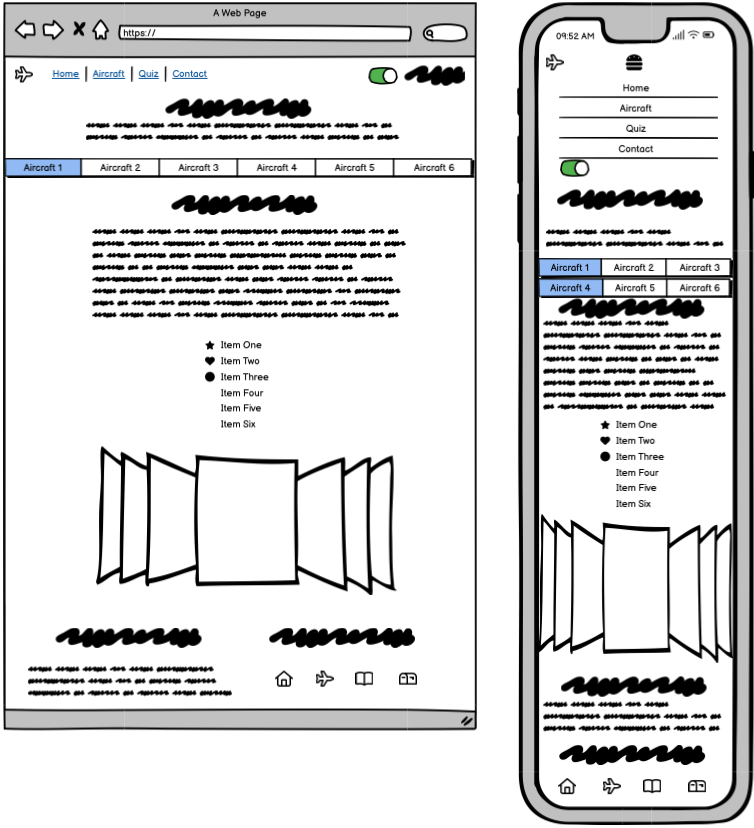 A Web Page
https://
Home Aircraft Quiz Contact
Aircraft 1 Aircraft 2 Aircraft 3 Aircraft 4 Aircraft 5 Aircraft 6
Item One
Item Two
Item Three
Item Four
Item Five
Item Six
09:52 AM
Home
Aircraft
Quiz
Contact
Aircraft 1 Aircraft 2 Aircraft 3
Aircraft 4 Aircraft 5 Aircraft 6
Item One
Item Two
Item Three
Item Four
Item Five
Item Six